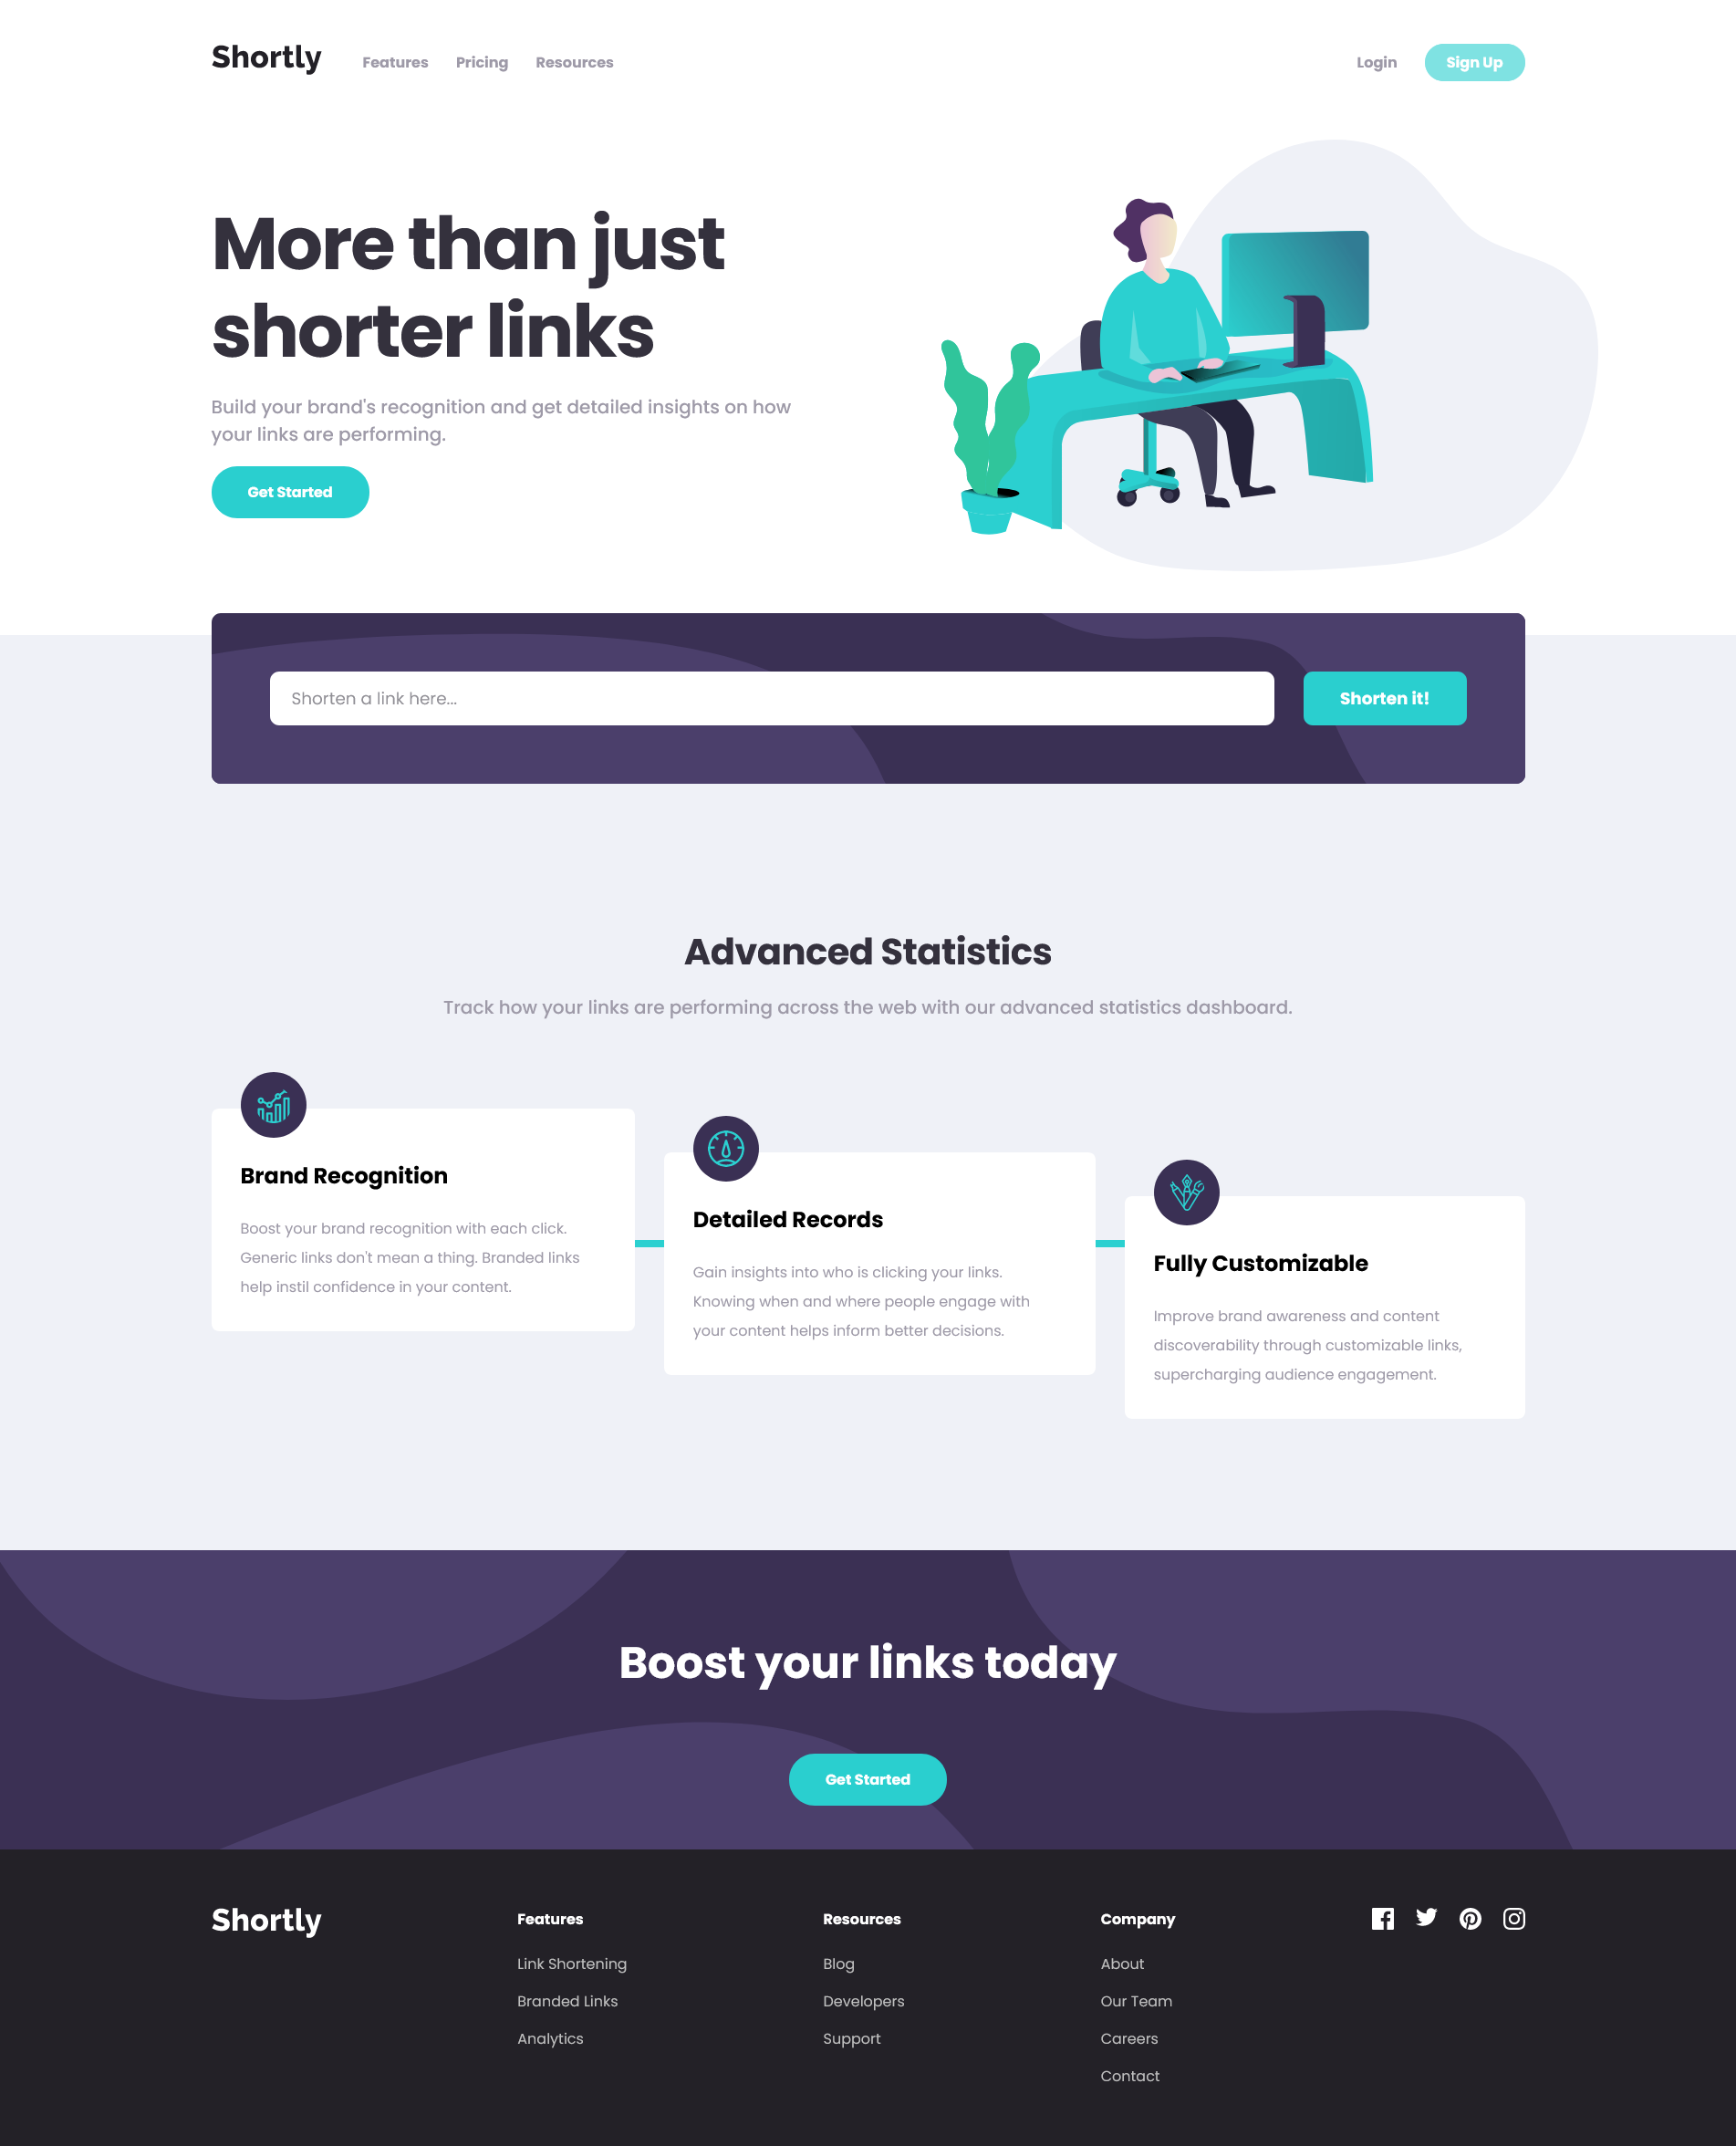 Shortly
Features
Pricing
Resources
Login
Sign Up
More than just
shorter links
Build your brand's recognition and get detailed insights on how
your links are performing.
Get Started
Shorten a link here...
Shorten it!
Advanced Statistics
Track how your links are performing across the web with our advanced statistics dashboard.
Brand Recognition
Boost your brand recognition with each click.
Generic links don't mean a thing. Branded links
help instil confidence in your content.
Detailed Records
Gain insights into who is clicking your links.
Knowing when and where people engage with
your content helps inform better decisions.
Fully Customizable
Improve brand awareness and content
discoverability through customizable links,
supercharging audience engagement.
Boost your links today
Get Started
Shortly
Features
Link Shortening
Branded Links
Analytics
Resources
Blog
Developers
Support
Company
About
Our Team
Careers
Contact